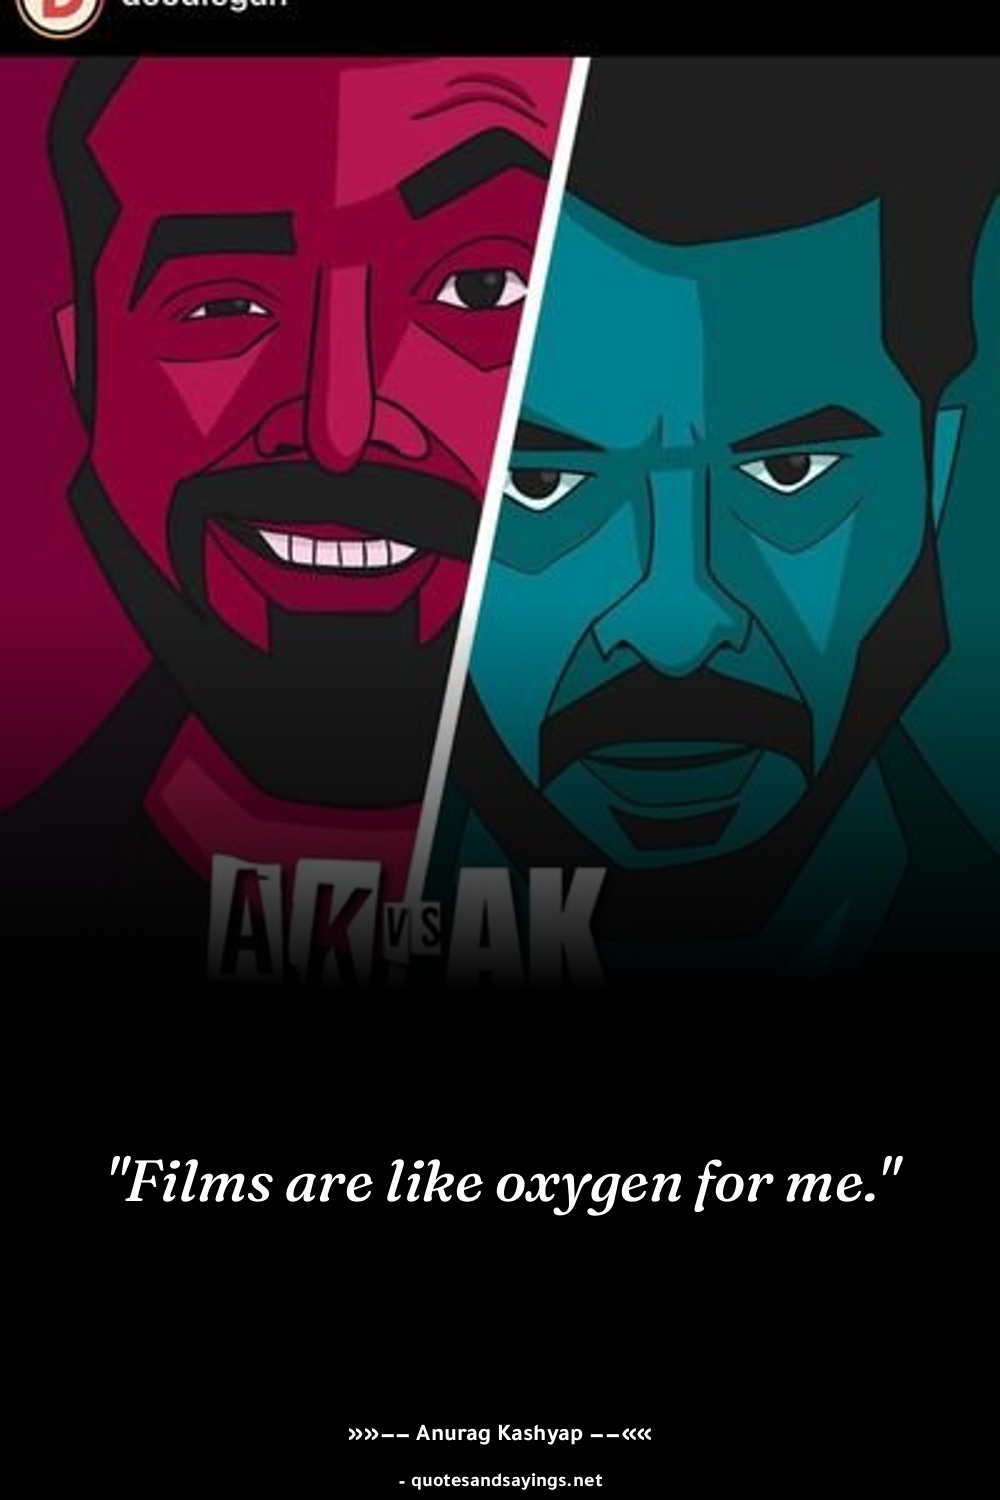 D
AK VS AK
"Films are like oxygen for me."
»»–– Anurag Kashyap ––««
- quotesandsayings.net